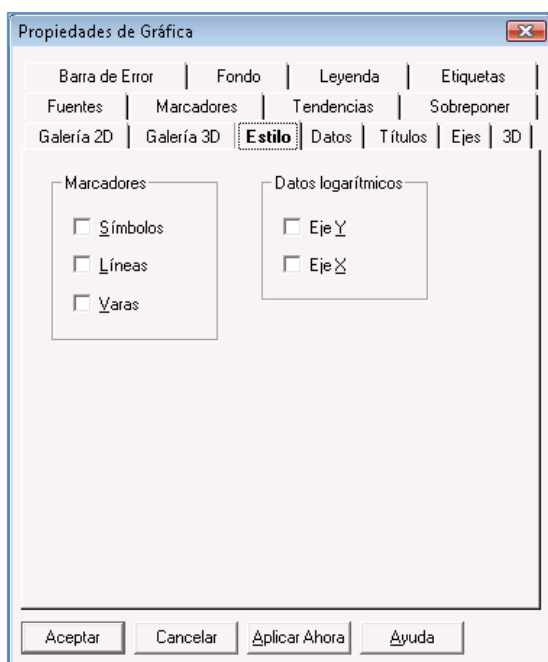 Propiedades de Gráfica
Barra de Error Fondo Leyenda Etiquetas
Fuentes Marcadores Tendencias Sobreponer
Galería 2D Galería 3D Estilo Datos Títulos Ejes 3D
Marcadores
Símbolos
Líneas
Varas
Datos logarítmicos
Eje Y
Eje X
Aceptar Cancelar Aplicar Ahora Ayuda